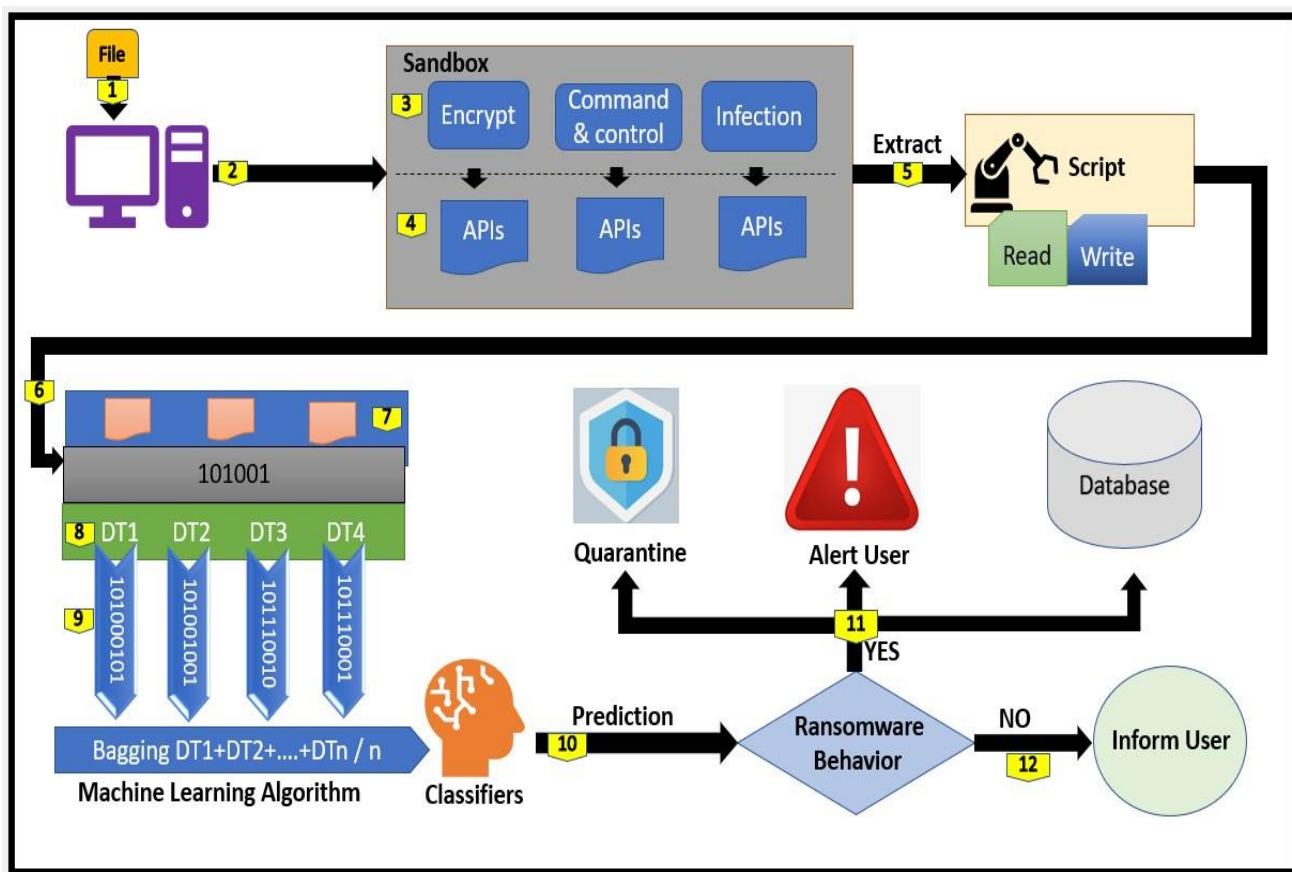 File
1
2
Sandbox
3
Encrypt
Command
& control
Infection
4
APIs
APIs
APIs
Extract
5
Script
Read
Write
6
7
101001
8
DT1
DT2
DT3
DT4
9
101000101
101001001
101110010
101110001
Bagging DT1+DT2+....+DTn / n
Machine Learning Algorithm
Classifiers
Prediction
10
Ransomware
Behavior
YES
11
Quarantine
Alert User
Database
NO
12
Inform User